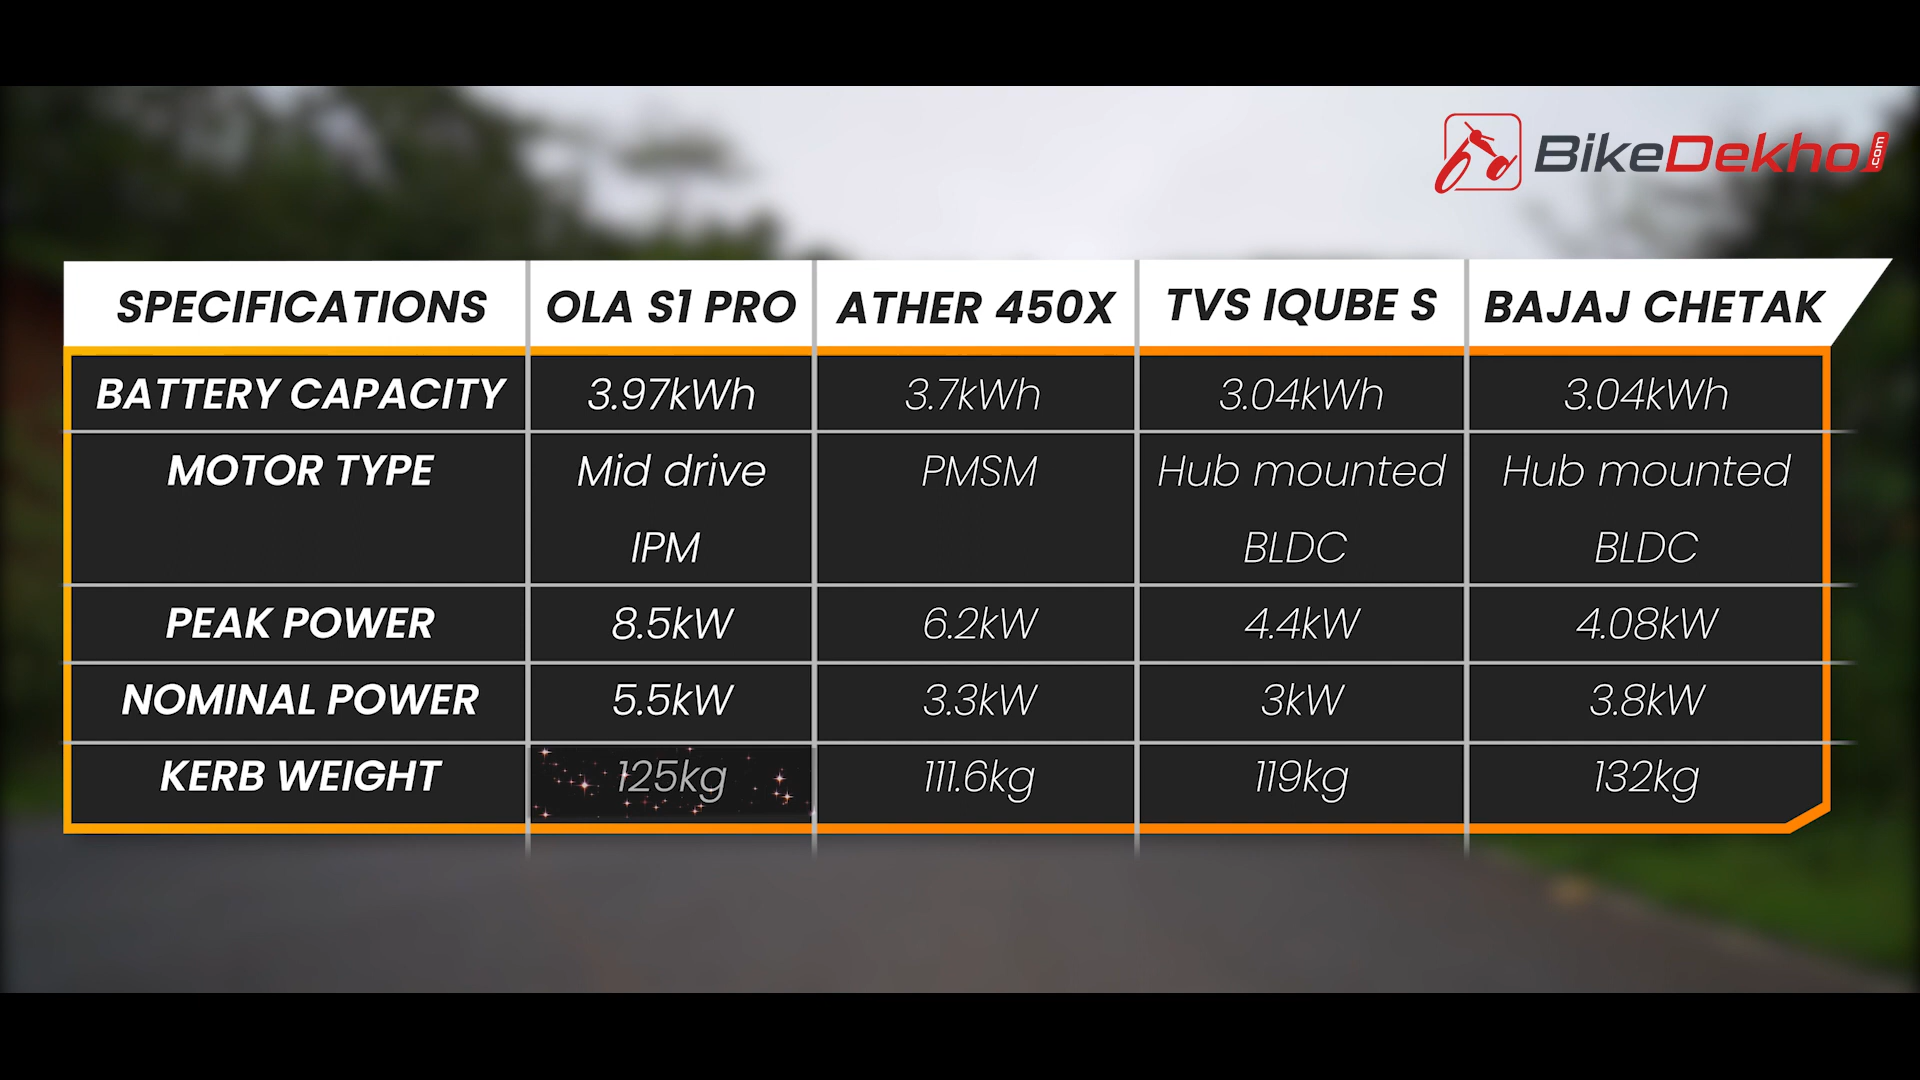 BikeDekho.com
SPECIFICATIONS OLA S1 PRO ATHER 450X TVS IQUBE S BAJAJ CHETAK
BATTERY CAPACITY 3.97kWh 3.7kWh 3.04kWh 3.04kWh
MOTOR TYPE Mid drive PMSM Hub mounted Hub mounted
IPM BLDC BLDC
PEAK POWER 8.5kW 6.2kW 4.4kW 4.08kW
NOMINAL POWER 5.5kW 3.3kW 3kW 3.8kW
KERB WEIGHT 125kg 111.6kg 119kg 132kg